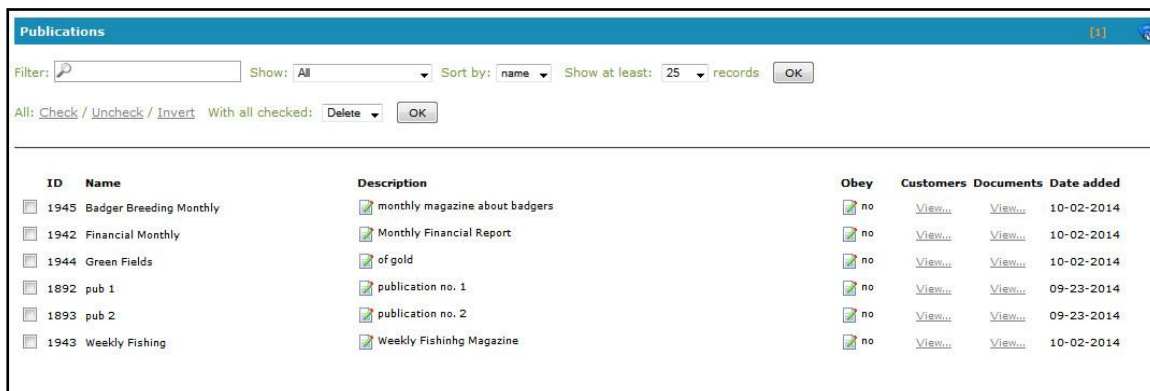 Publications [1]
Filter: Show: All Sort by: name Show at least: 25 records OK
All: Check / Uncheck / Invert With all checked: Delete OK
ID Name Description Obey Customers Documents Date added
1945 Badger Breeding Monthly monthly magazine about badgers no View... View... 10-02-2014
1942 Financial Monthly Monthly Financial Report no View... View... 10-02-2014
1944 Green Fields of gold no View... View... 10-02-2014
1892 pub 1 publication no. 1 no View... View... 09-23-2014
1893 pub 2 publication no. 2 no View... View... 09-23-2014
1943 Weekly Fishing Weekly Fishinhg Magazine no View... View... 10-02-2014